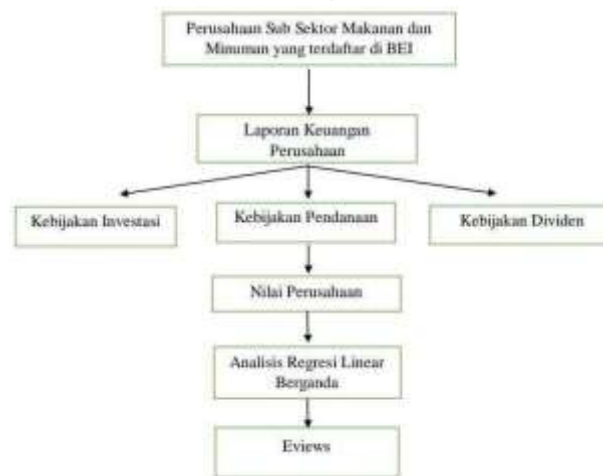 Perusahaan Sub Sektor Makanan dan
Minuman yang terdaftar di BEI
Laporan Keuangan
Perusahaan
Kebijakan Investasi
Kebijakan Pendanaan
Kebijakan Dividen
Nilai Perusahaan
Analisis Regresi Linear
Berganda
Eviews